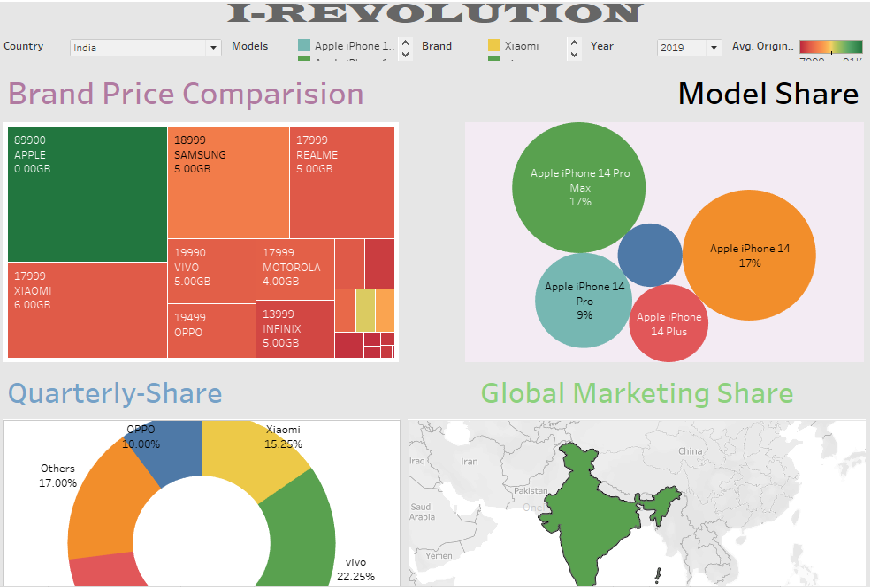 I-REVOLUTION
Country
India
Models
Apple iPhone 1..
Brand
Xiaomi
Year
2019
Avg. Origin..
Brand Price Comparision
Model Share
89900
APPLE
0.00GB
18999
SAMSUNG
5.00GB
17999
REALME
5.00GB
17999
XIAOMI
6.00GB
19990
VIVO
5.00GB
17999
MOTOROLA
4.00GB
19499
OPPO
13999
INFINIX
5.00GB
Apple iPhone 14 Pro
Max
17%
Apple iPhone 14
17%
Apple iPhone 14
Pro
9%
Apple iPhone
14 Plus
Quarterly-Share
Global Marketing Share
OPPO
10.00%
Xiaomi
15.25%
Others
17.00%
vivo
22.25%
Iraq
Iran
China
Pakistan
Saudi
Arabia
Yemen